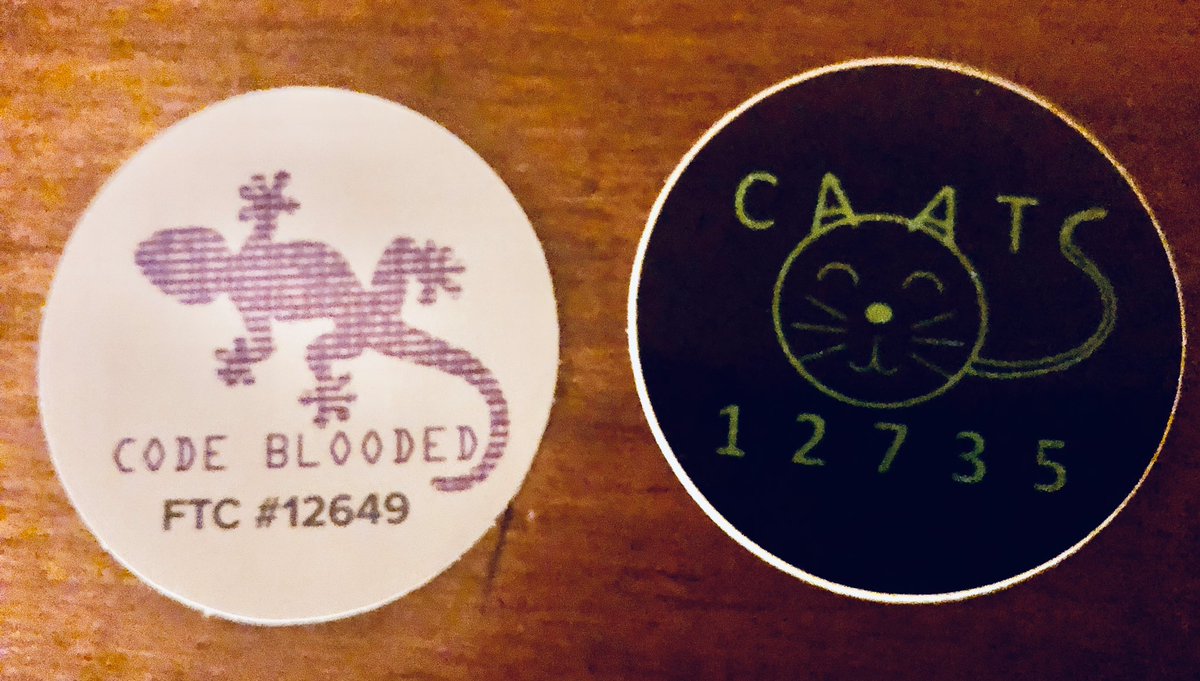 CODE BLOODED
FTC #12649
CAATS
12735